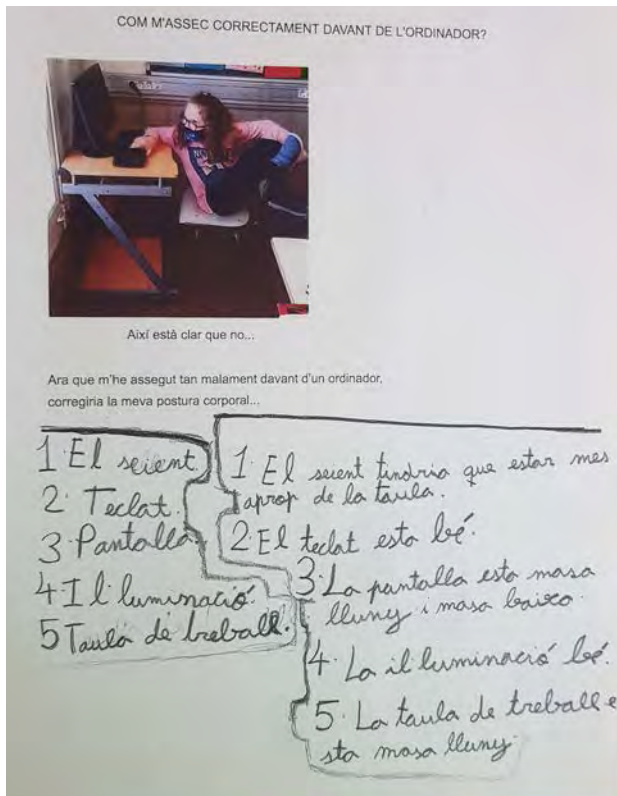 COM M'ASSEC CORRECTAMENT DAVANT DE L'ORDINADOR?
Així està clar que no...
Ara que m'he assegut tan malament davant d'un ordinador,
corregiria la meva postura corporal...
1 El seient.
2. Teclat.
3. Pantalla
4. Il·luminació.
5 Taula de treball.
1. El seient tindria que estar mes
aprop de la taula.
2. El teclat esta bé.
3. La pantalla esta masa
lluny i masa baixa.
4. La il·luminació bé.
5. La taula de treball e
sta masa lluny.